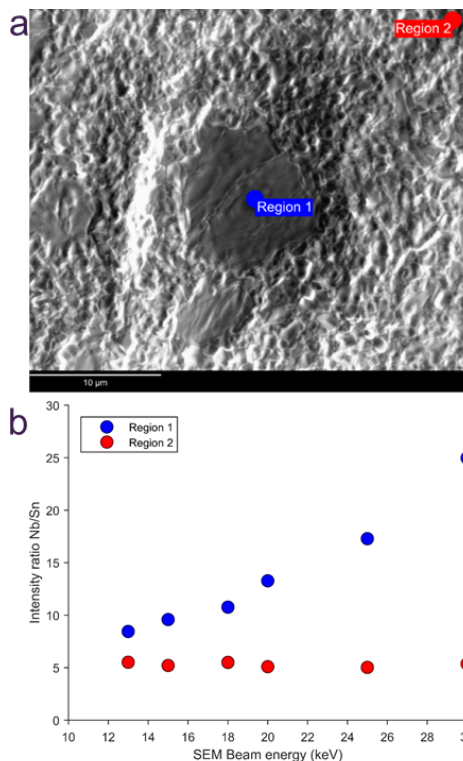 a
Region 2
Region 1
10 µm
b
30
25
20
15
10
5
0
Intensity ratio Nb/Sn
Region 1
Region 2
10 12 14 16 18 20 22 24 26 28
SEM Beam energy (keV)